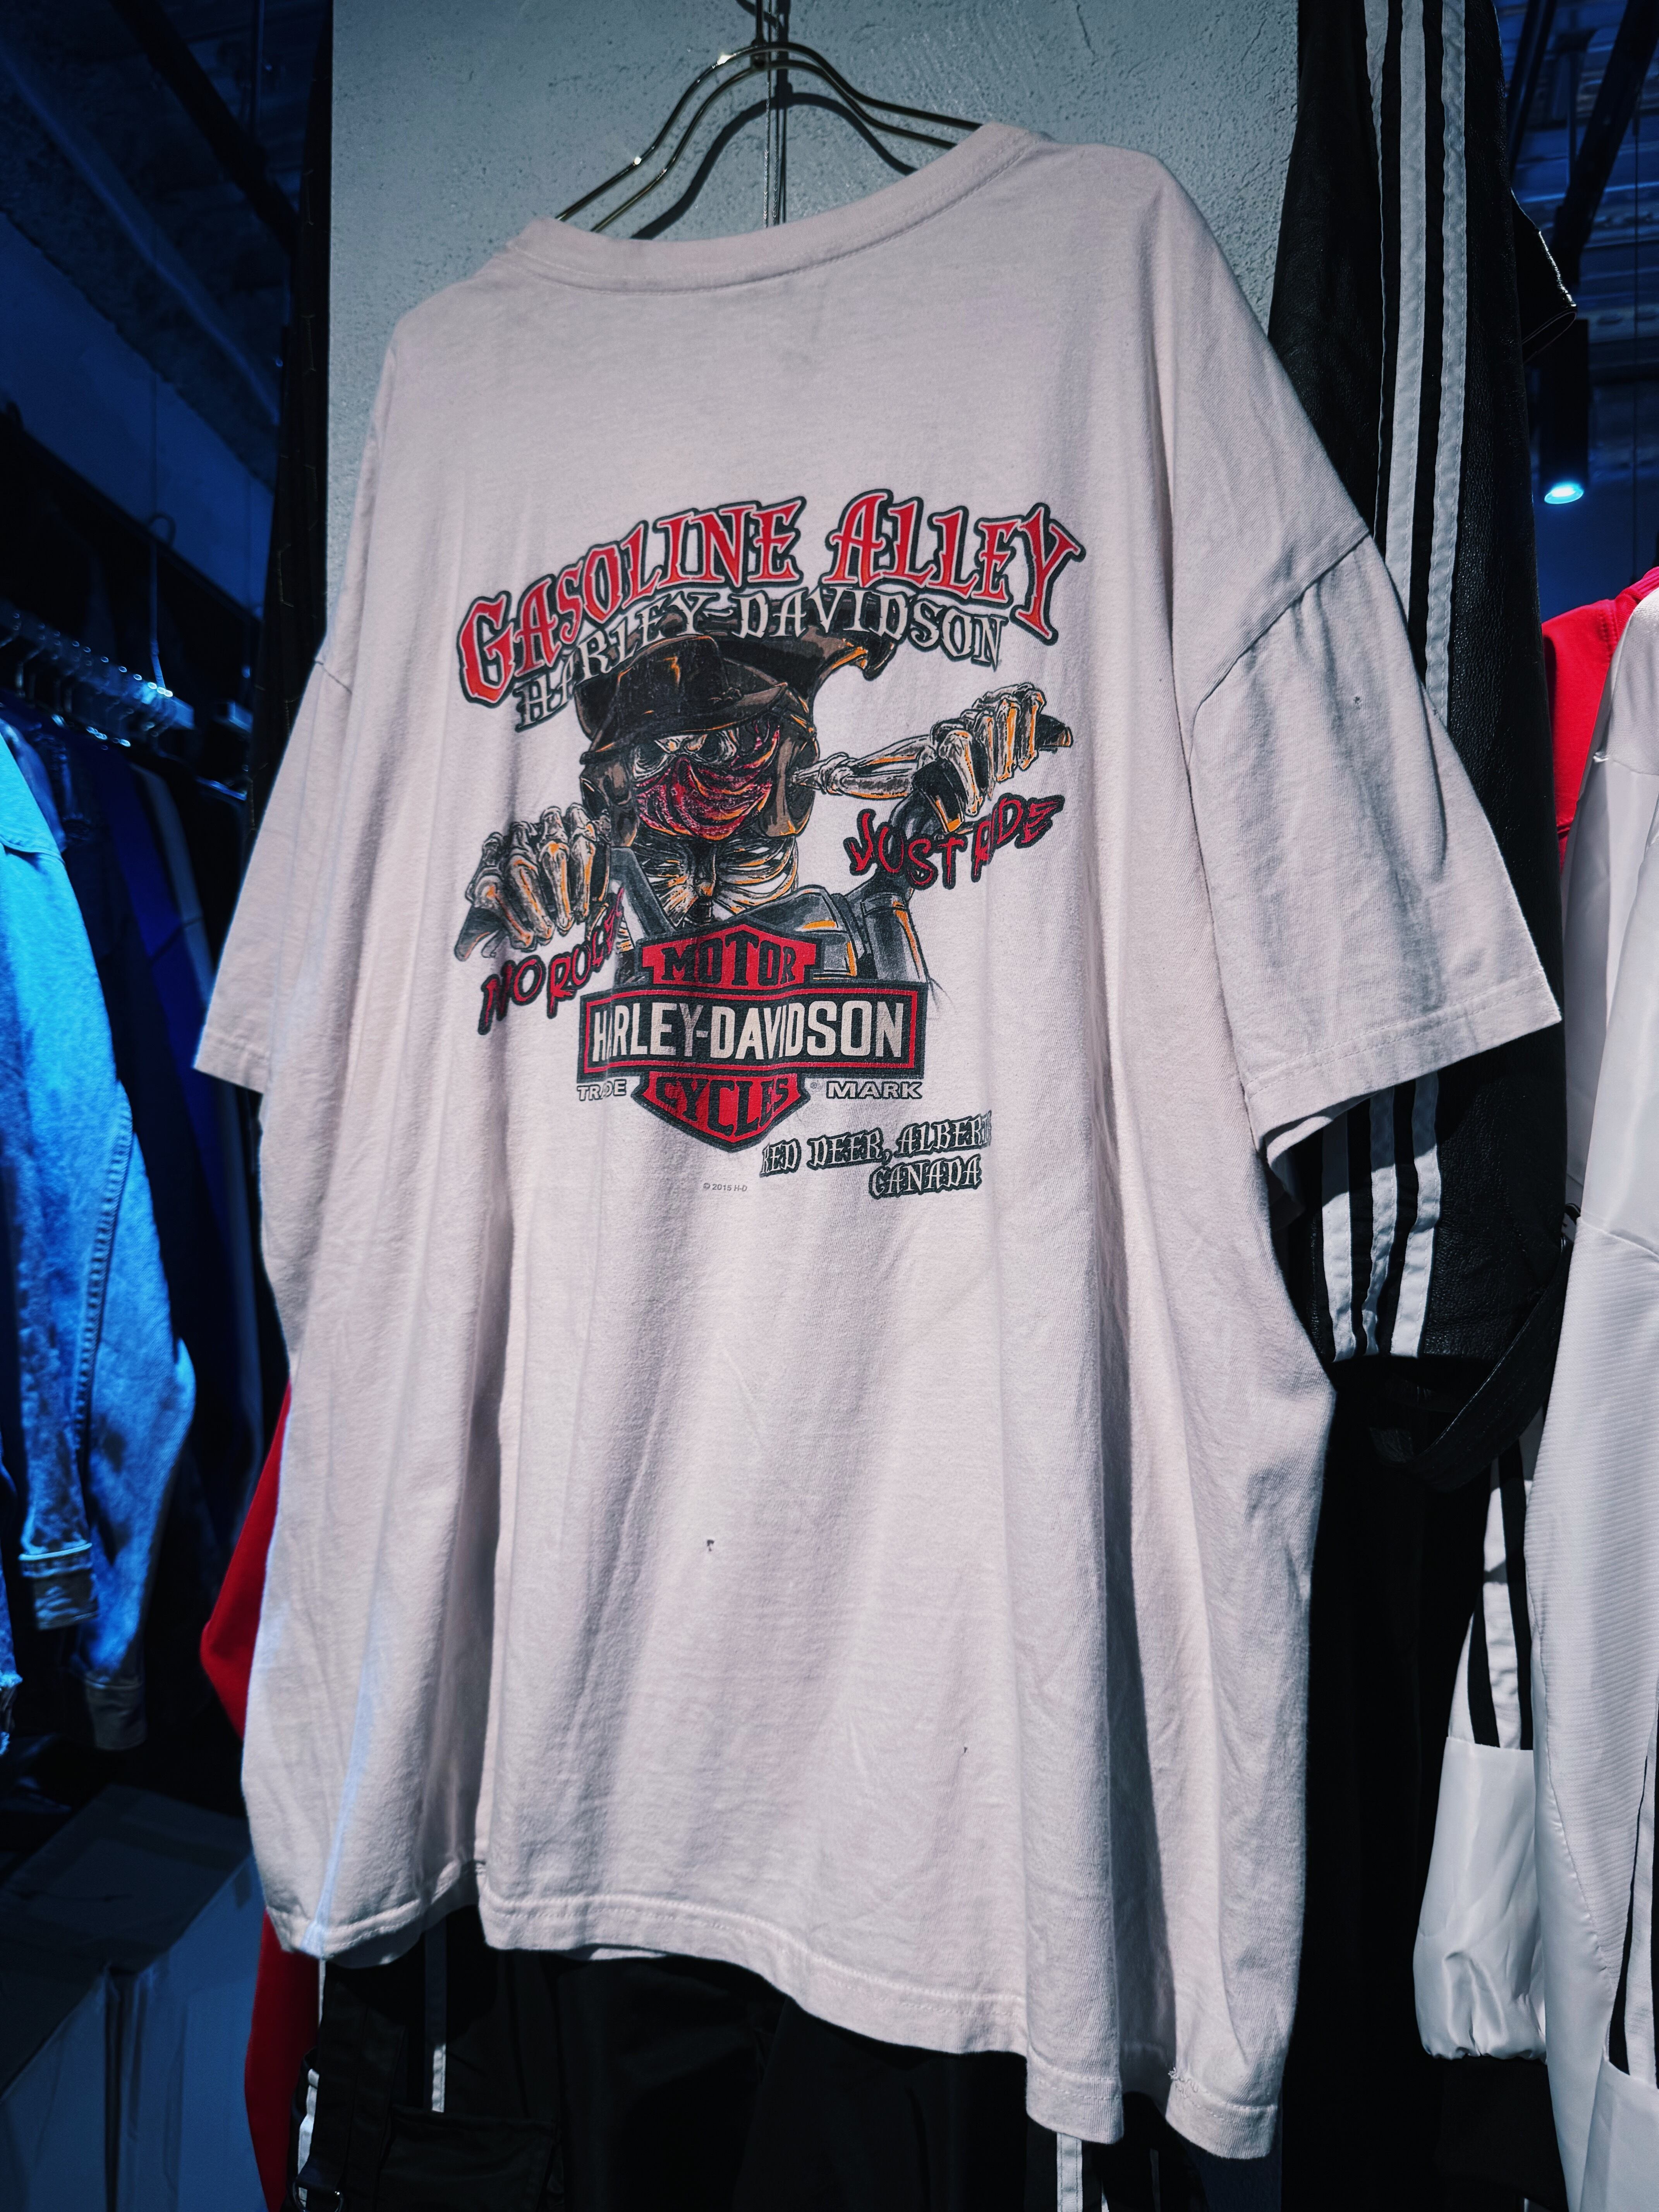 GASOLINE ALLEY
HARLEY-DAVIDSON
JUST RIDE
NO RULES
MOTOR
HARLEY-DAVIDSON
TRADE MARK
CYCLES
RED DEER, ALBERTA
CANADA
© 2015 H-D